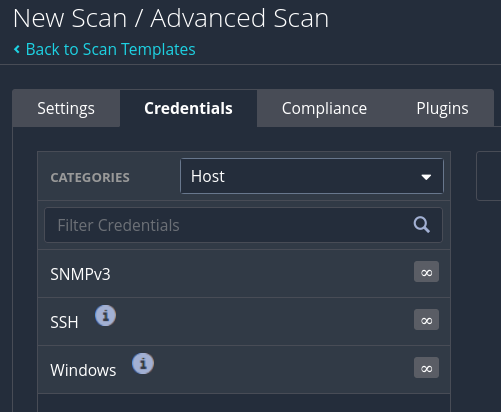 New Scan / Advanced Scan
‹ Back to Scan Templates
Settings Credentials Compliance Plugins
CATEGORIES Host
Filter Credentials
SNMPv3 ∞
SSH i ∞
Windows i ∞